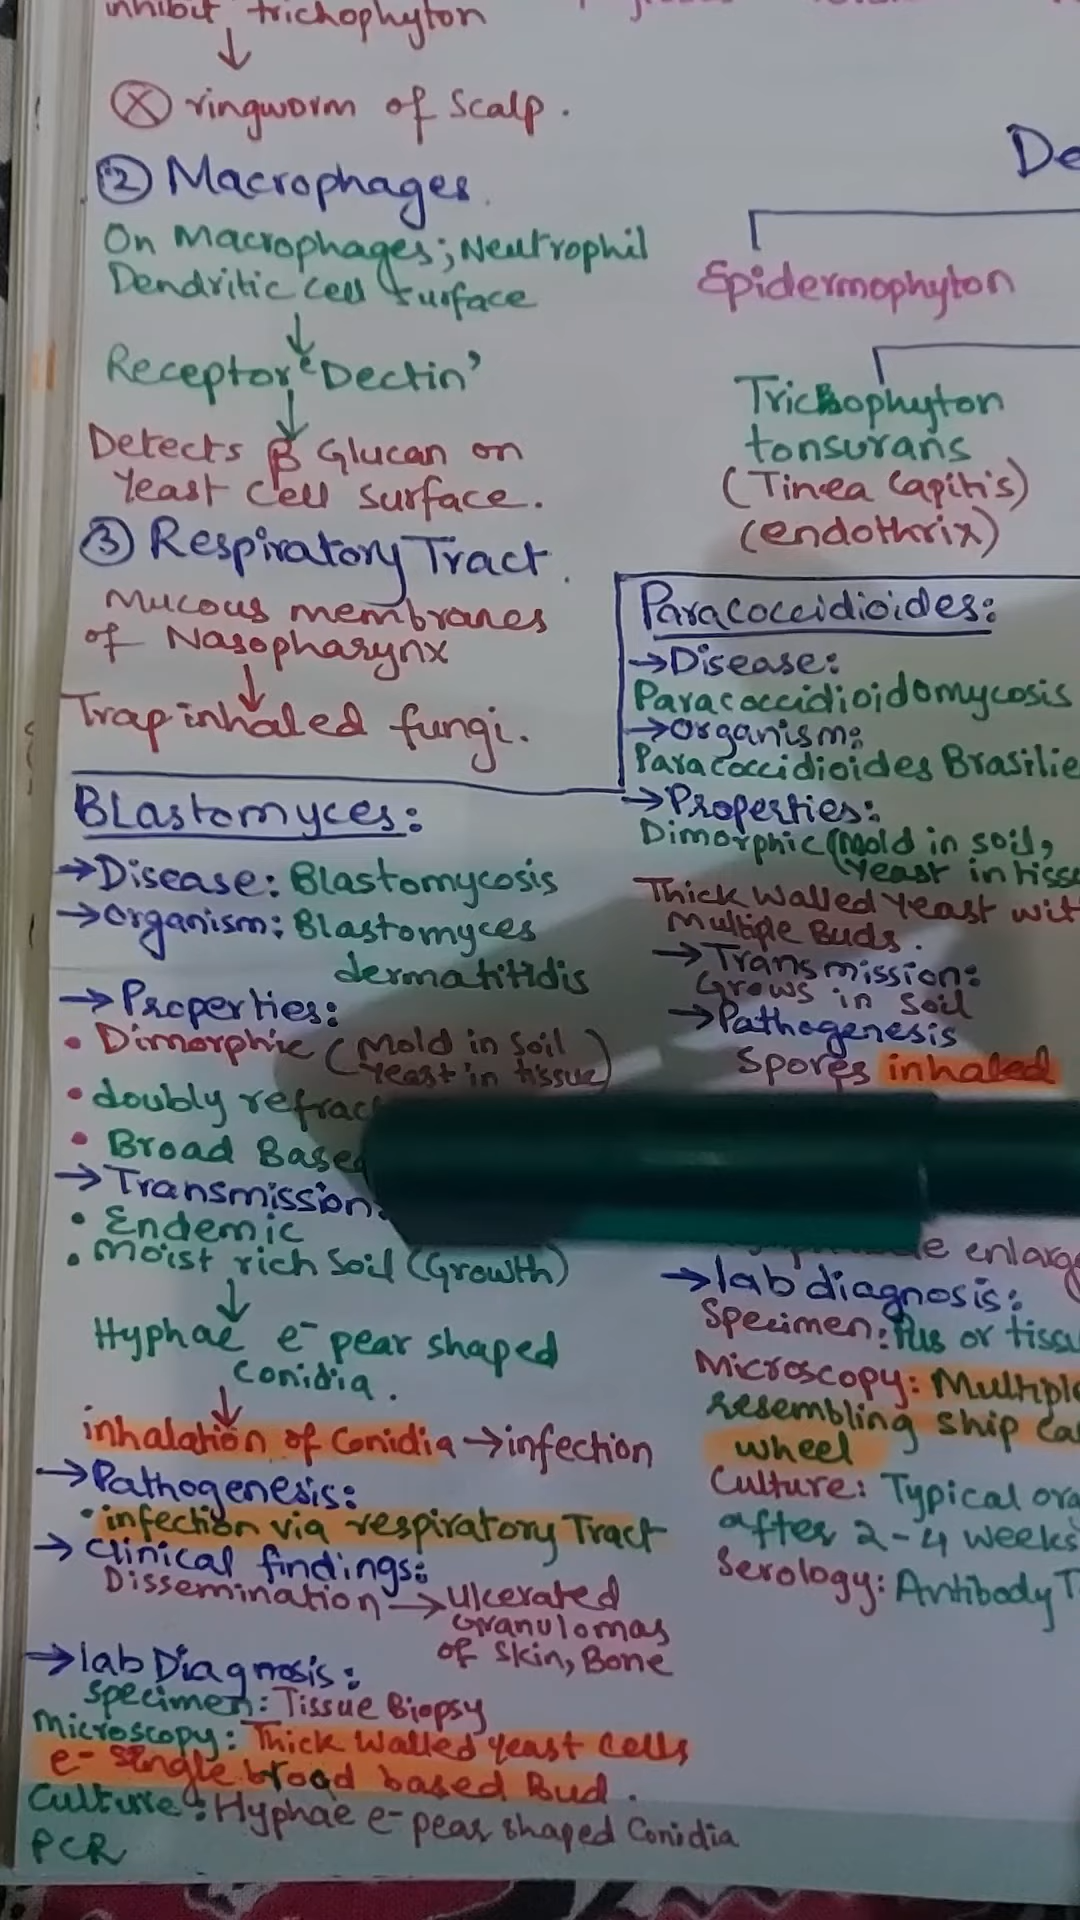 inhibit trichophyton
↓
ⓧ ringworm of Scalp.
② Macrophages.
On Macrophages; Neutrophil
Dendritic cell surface
↓
Receptor 'Dectin'
↓
Detects β Glucan on
Yeast Cell surface.
③ Respiratory Tract.
Mucous membranes
of Nasopharynx
↓
Trap inhaled fungi.
Blastomyces:
→Disease: Blastomycosis
→Organism: Blastomyces
dermatitidis
→Properties:
• Dimorphic (Mold in Soil
Yeast in tissue)
• doubly refrac
• Broad Based
→Transmission:
• Endemic
• Moist rich Soil (Growth)
↓
Hyphae e- pear shaped
Conidia.
↓
inhalation of Conidia →infection
→Pathogenesis:
• infection via respiratory Tract
→ Clinical findings:
Dissemination → Ulcerated
Granulomas
of Skin, Bone
→lab Diagnosis:
Specimen: Tissue Biopsy
Microscopy: Thick Walled yeast Cells
e- Single broad based Bud.
Culture: Hyphae e- pear shaped Conidia
PCR
De
Epidermophyton
Trichophyton
tonsurans
(Tinea Capitis)
(endothrix)
Paracoccidioides:
→Disease:
Paracoccidioidomycosis
→Organism:
Paracoccidioides Brasilie
→Properties:
Dimorphic (Mold in soil,
Yeast in tiss
Thick Walled Yeast wit
Multiple Buds.
→Transmission:
Grows in Soil
→Pathogenesis
Spores inhaled
enlarg
→lab diagnosis:
Specimen: Pus or tissu
Microscopy: Multiple
resembling Ship Ca
wheel
Culture: Typical org
after 2-4 weeks
Serology: Antibody T